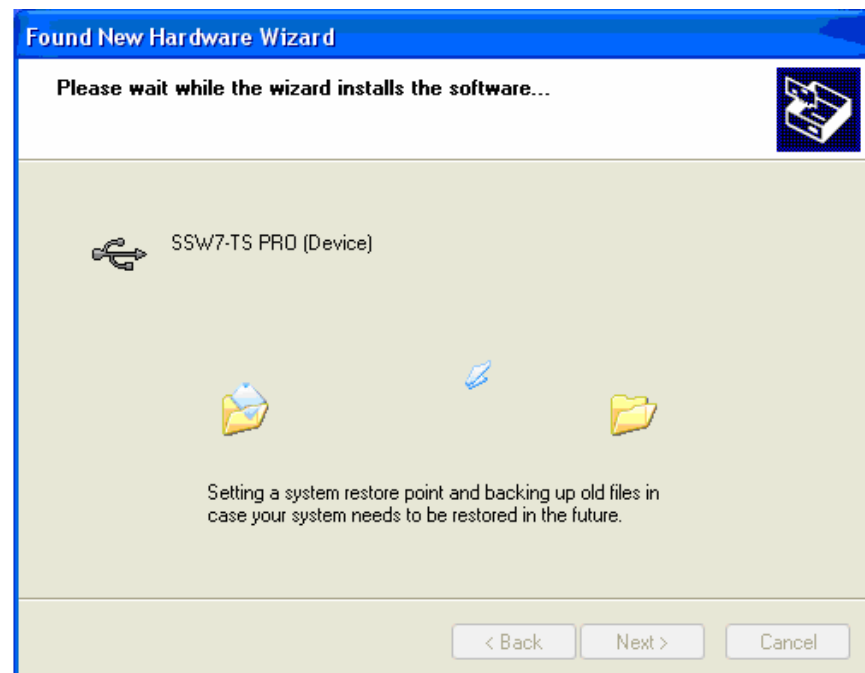 Found New Hardware Wizard
Please wait while the wizard installs the software...
SSW7-TS PRO (Device)
Setting a system restore point and backing up old files in
case your system needs to be restored in the future.
< Back
Next >
Cancel